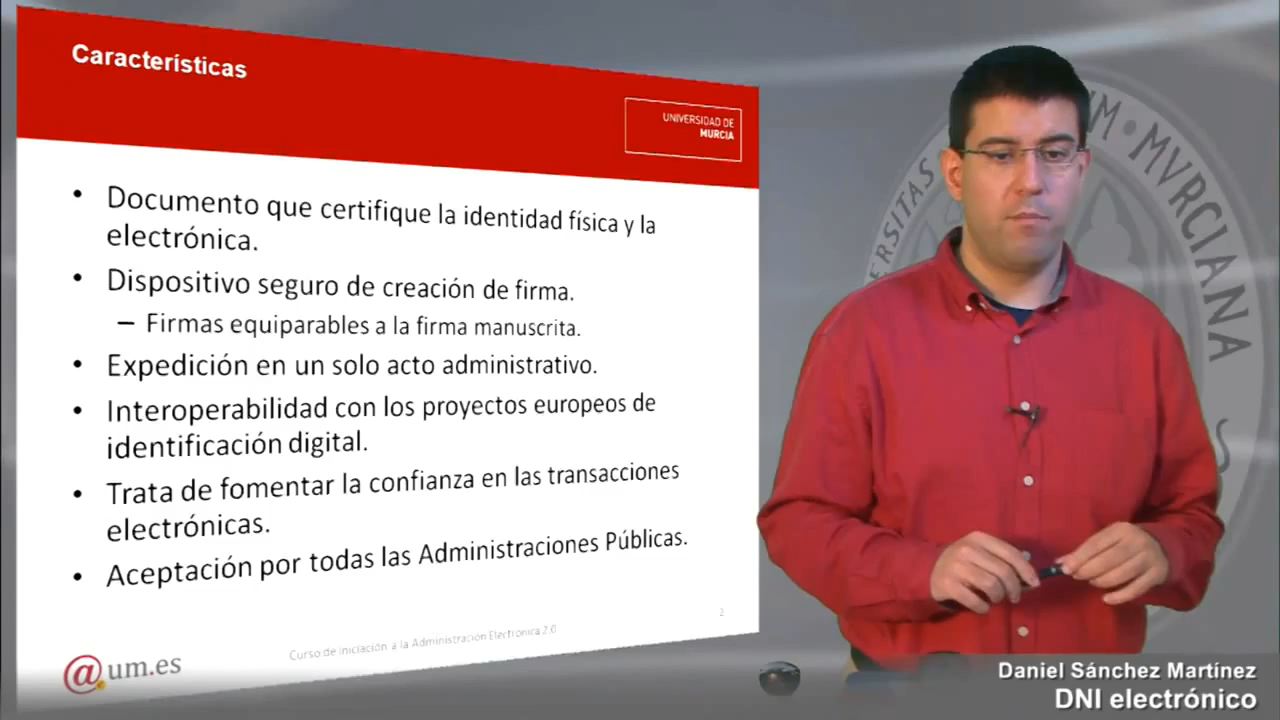 Características
UNIVERSIDAD DE
MURCIA
• Documento que certifique la identidad física y la
electrónica.
• Dispositivo seguro de creación de firma.
– Firmas equiparables a la firma manuscrita.
• Expedición en un solo acto administrativo.
• Interoperabilidad con los proyectos europeos de
identificación digital.
• Trata de fomentar la confianza en las transacciones
electrónicas.
• Aceptación por todas las Administraciones Públicas.
2
Curso de iniciación a la Administración Electrónica 2.0
@um.es
ERSITAS
VM • MVRCIANA
Daniel Sánchez Martínez
DNI electrónico